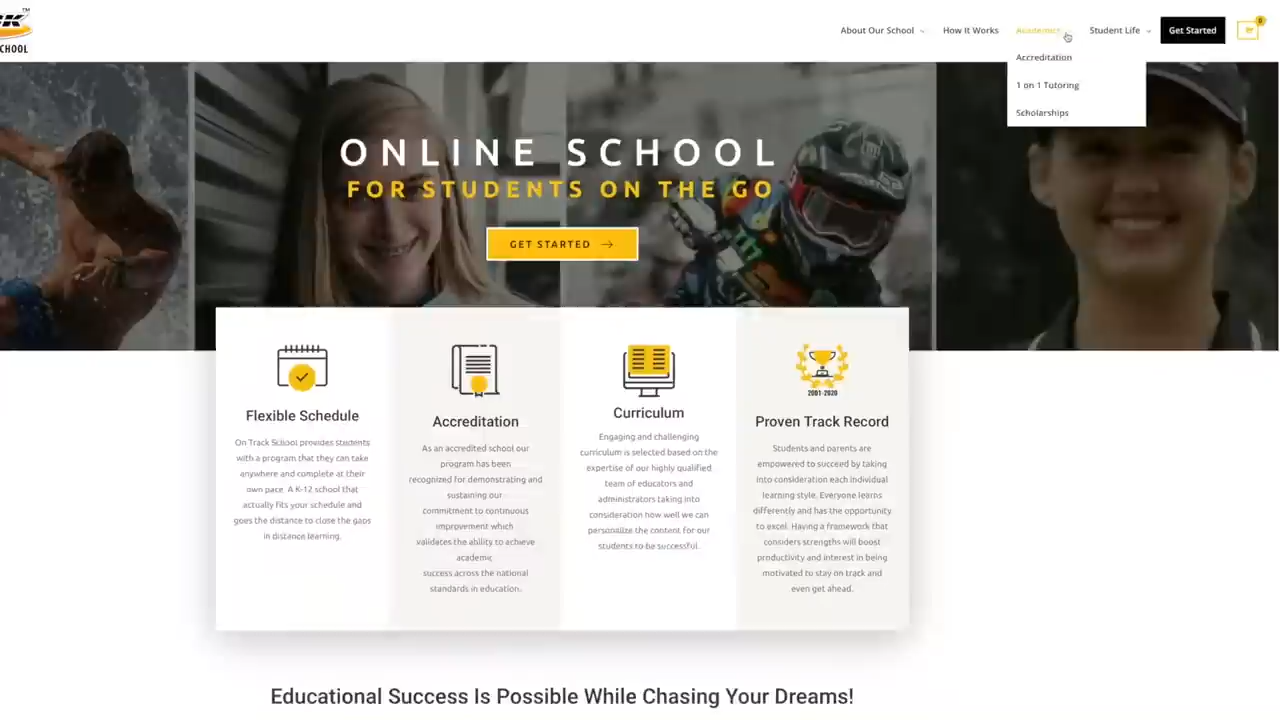 TM
CHOOL
About Our School
How It Works
Academics
Student Life
Get Started
0
Accreditation
1 on 1 Tutoring
Scholarships
ONLINE SCHOOL
FOR STUDENTS ON THE GO
GET STARTED
Flexible Schedule
On Track School provides students
with a program that they can take
anywhere and complete at their
own pace. A K-12 school that
actually fits your schedule and
goes the distance to close the gaps
in distance learning.
Accreditation
As an accredited school our
program has been
recognized for demonstrating and
sustaining our
commitment to continuous
improvement which
validates the ability to achieve
academic
success across the national
standards in education.
Curriculum
Engaging and challenging
curriculum is selected based on the
expertise of our highly qualified
team of educators and
administrators taking into
consideration how well we can
personalize the content for our
students to be successful.
2001-2020
Proven Track Record
Students and parents are
empowered to succeed by taking
into consideration each individual
learning style. Everyone learns
differently and has the opportunity
to excel. Having a framework that
considers strengths will boost
productivity and interest in being
motivated to stay on track and
even get ahead.
Educational Success Is Possible While Chasing Your Dreams!